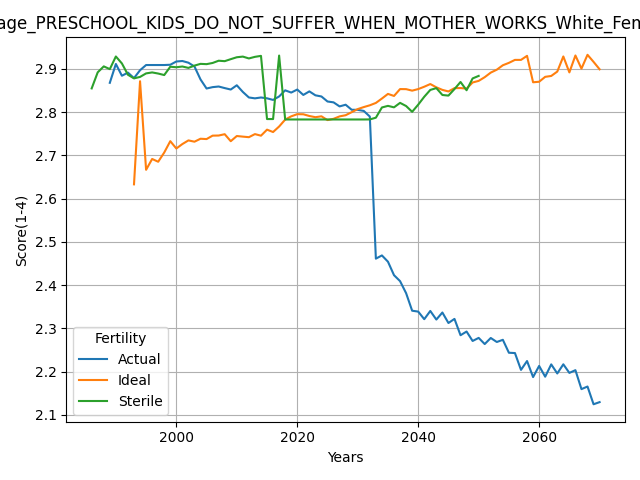 age_PRESCHOOL_KIDS_DO_NOT_SUFFER_WHEN_MOTHER_WORKS_White_Fem
Score(1-4)
2.9
2.8
2.7
2.6
2.5
2.4
2.3
2.2
2.1
Fertility
Actual
Ideal
Sterile
2000 2020 2040 2060
Years